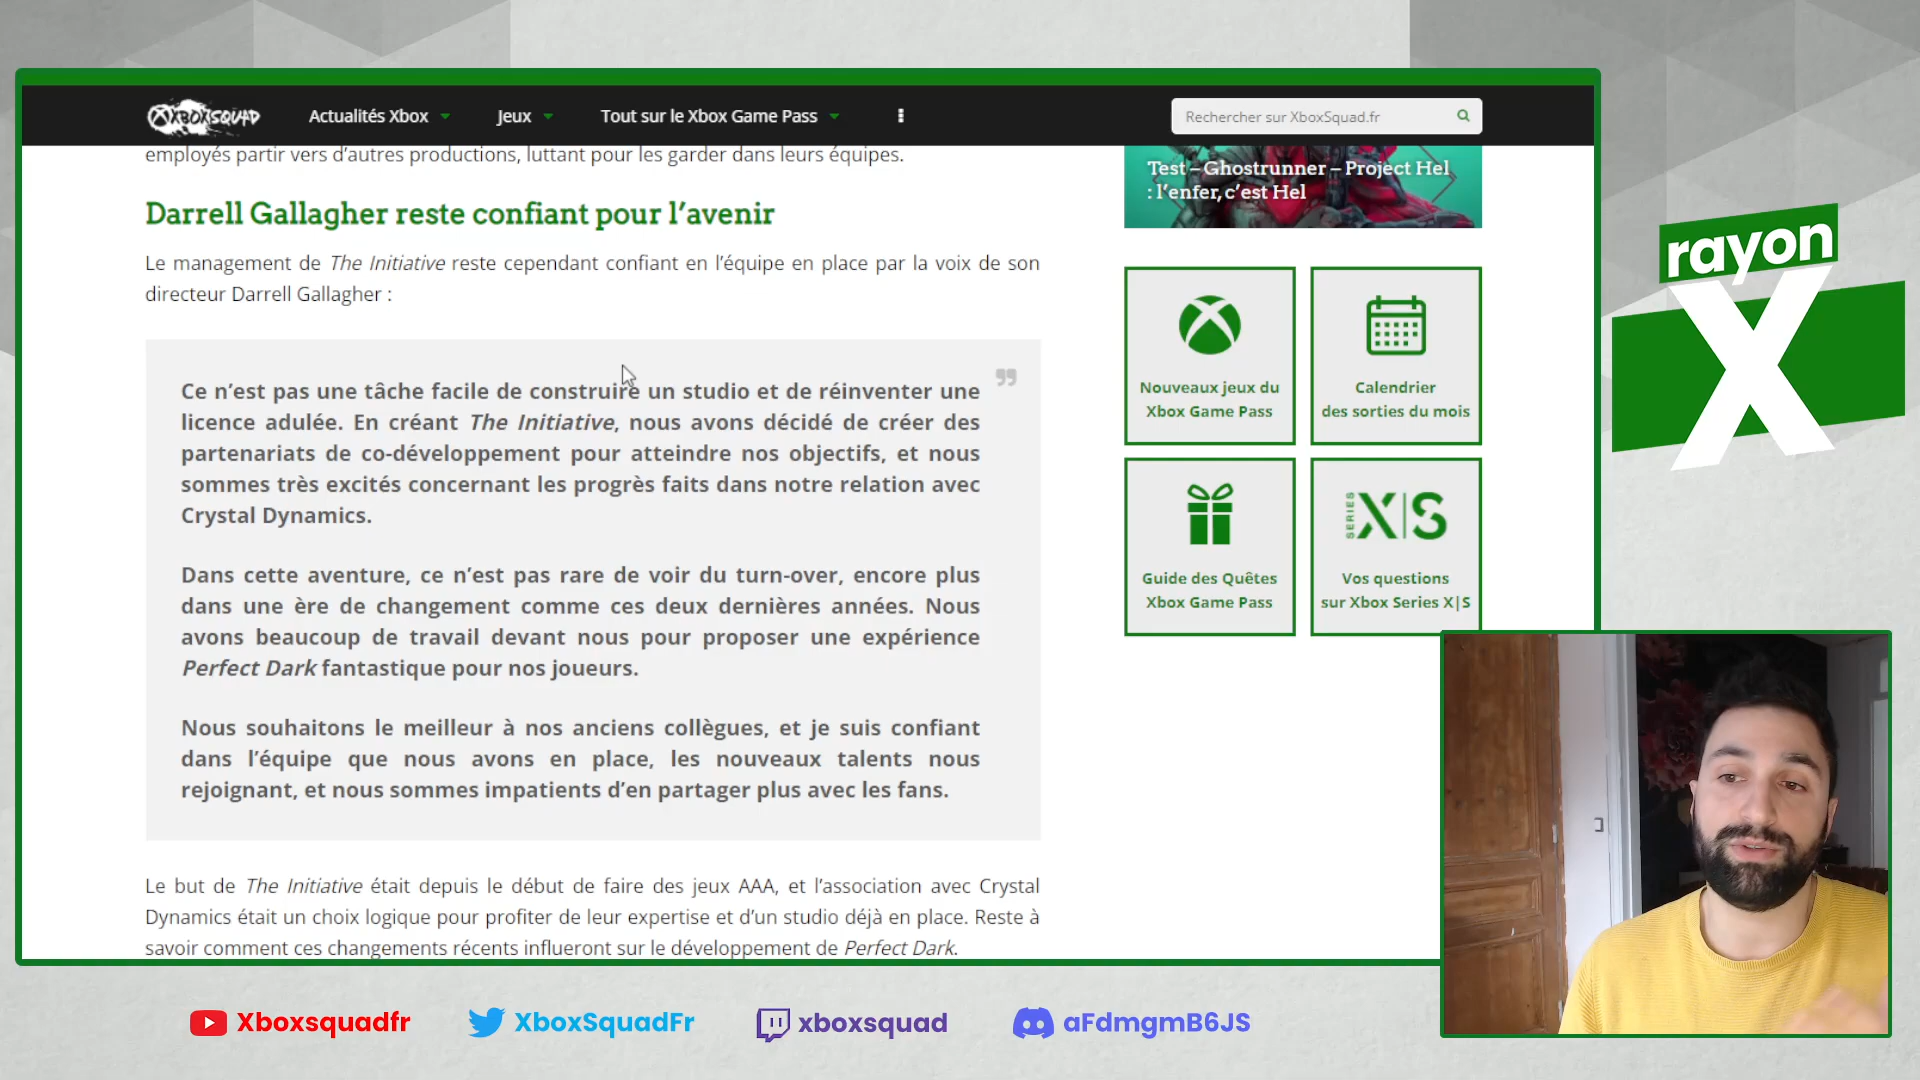 XBOXSQUAD
Actualités Xbox
Jeux
Tout sur le Xbox Game Pass
Rechercher sur XboxSquad.fr
employés partir vers d'autres productions, luttant pour les garder dans leurs équipes.
Darrell Gallagher reste confiant pour l'avenir
Le management de The Initiative reste cependant confiant en l'équipe en place par la voix de son
directeur Darrell Gallagher :
Ce n'est pas une tâche facile de construire un studio et de réinventer une
licence adulée. En créant The Initiative, nous avons décidé de créer des
partenariats de co-développement pour atteindre nos objectifs, et nous
sommes très excités concernant les progrès faits dans notre relation avec
Crystal Dynamics.
Dans cette aventure, ce n'est pas rare de voir du turn-over, encore plus
dans une ère de changement comme ces deux dernières années. Nous
avons beaucoup de travail devant nous pour proposer une expérience
Perfect Dark fantastique pour nos joueurs.
Nous souhaitons le meilleur à nos anciens collègues, et je suis confiant
dans l'équipe que nous avons en place, les nouveaux talents nous
rejoignant, et nous sommes impatients d'en partager plus avec les fans.
Le but de The Initiative était depuis le début de faire des jeux AAA, et l'association avec Crystal
Dynamics était un choix logique pour profiter de leur expertise et d'un studio déjà en place. Reste à
savoir comment ces changements récents influeront sur le développement de Perfect Dark.
Test – Ghostrunner – Project Hel
: l'enfer, c'est Hel
Nouveaux jeux du
Xbox Game Pass
Calendrier
des sorties du mois
Guide des Quêtes
Xbox Game Pass
SERIES X|S
Vos questions
sur Xbox Series X|S
rayon
X
Xboxsquadfr
XboxSquadFr
xboxsquad
aFdmgmB6JS